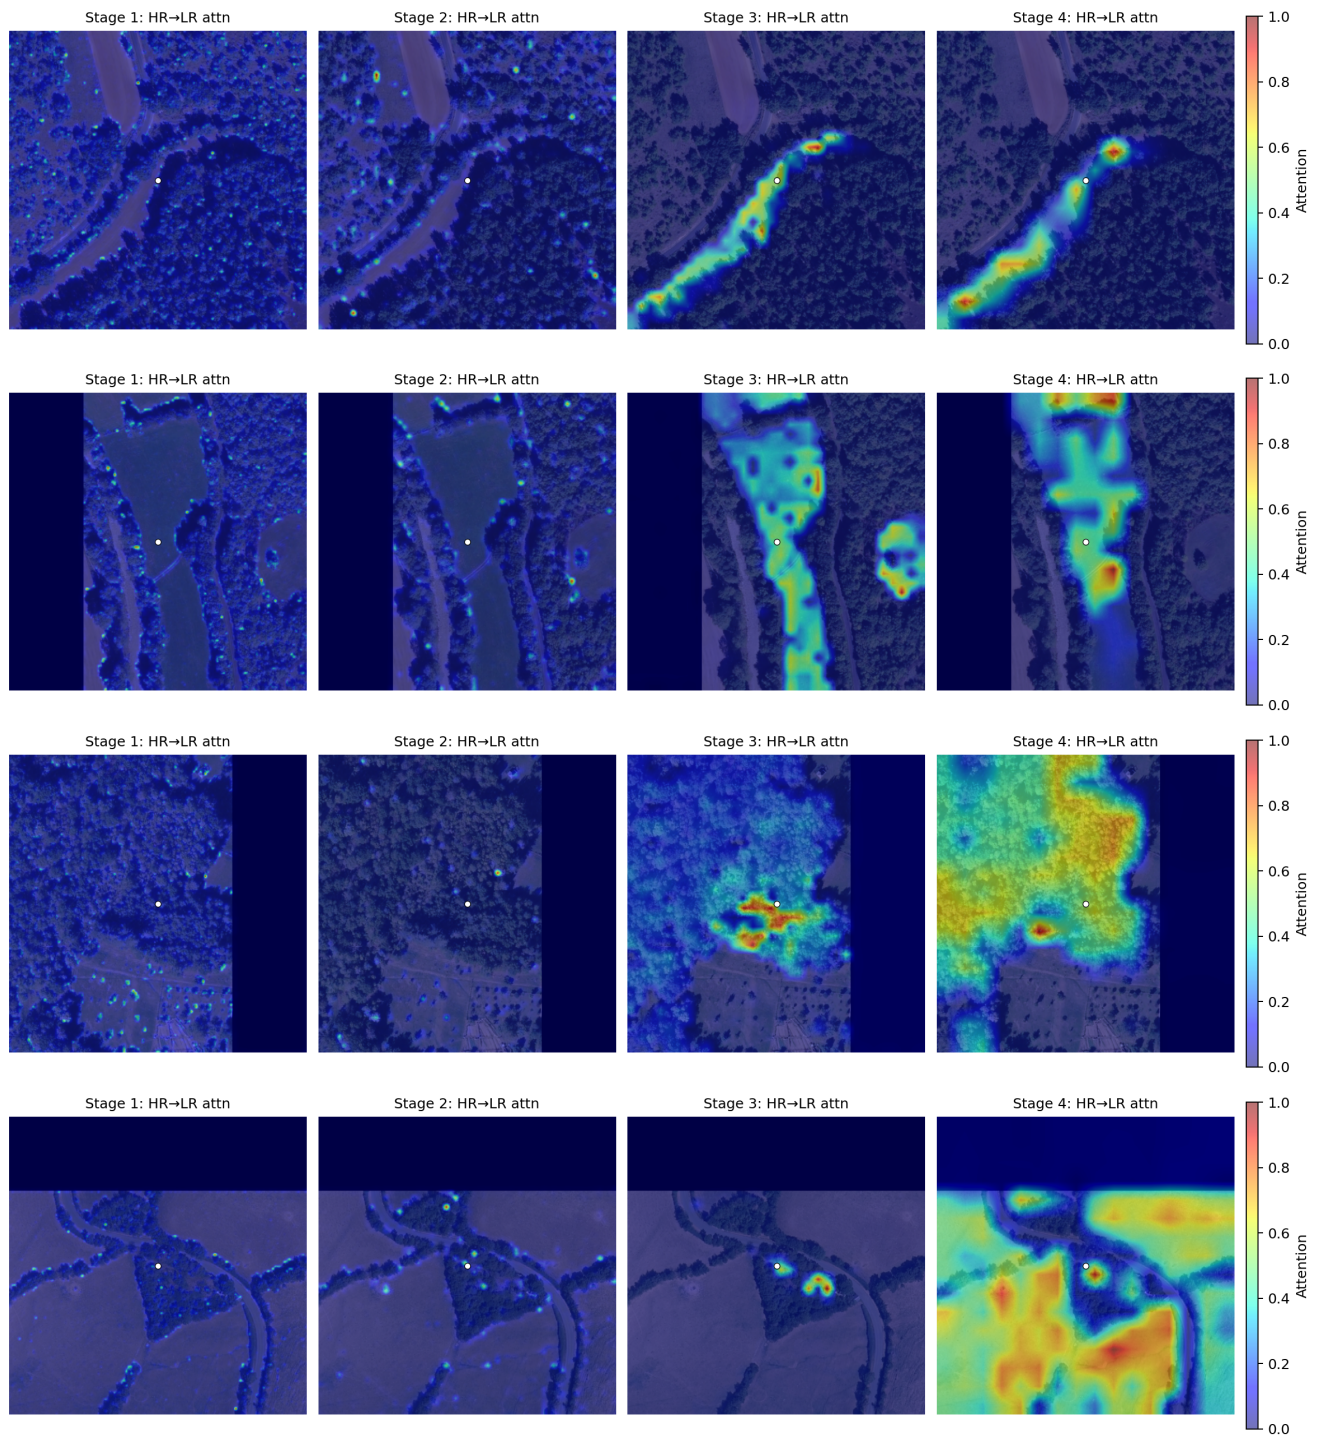 Stage 1: HR→LR attn
Stage 2: HR→LR attn
Stage 3: HR→LR attn
Stage 4: HR→LR attn
1.0
0.8
0.6
0.4
0.2
0.0
Attention
Stage 1: HR→LR attn
Stage 2: HR→LR attn
Stage 3: HR→LR attn
Stage 4: HR→LR attn
1.0
0.8
0.6
0.4
0.2
0.0
Attention
Stage 1: HR→LR attn
Stage 2: HR→LR attn
Stage 3: HR→LR attn
Stage 4: HR→LR attn
1.0
0.8
0.6
0.4
0.2
0.0
Attention
Stage 1: HR→LR attn
Stage 2: HR→LR attn
Stage 3: HR→LR attn
Stage 4: HR→LR attn
1.0
0.8
0.6
0.4
0.2
0.0
Attention